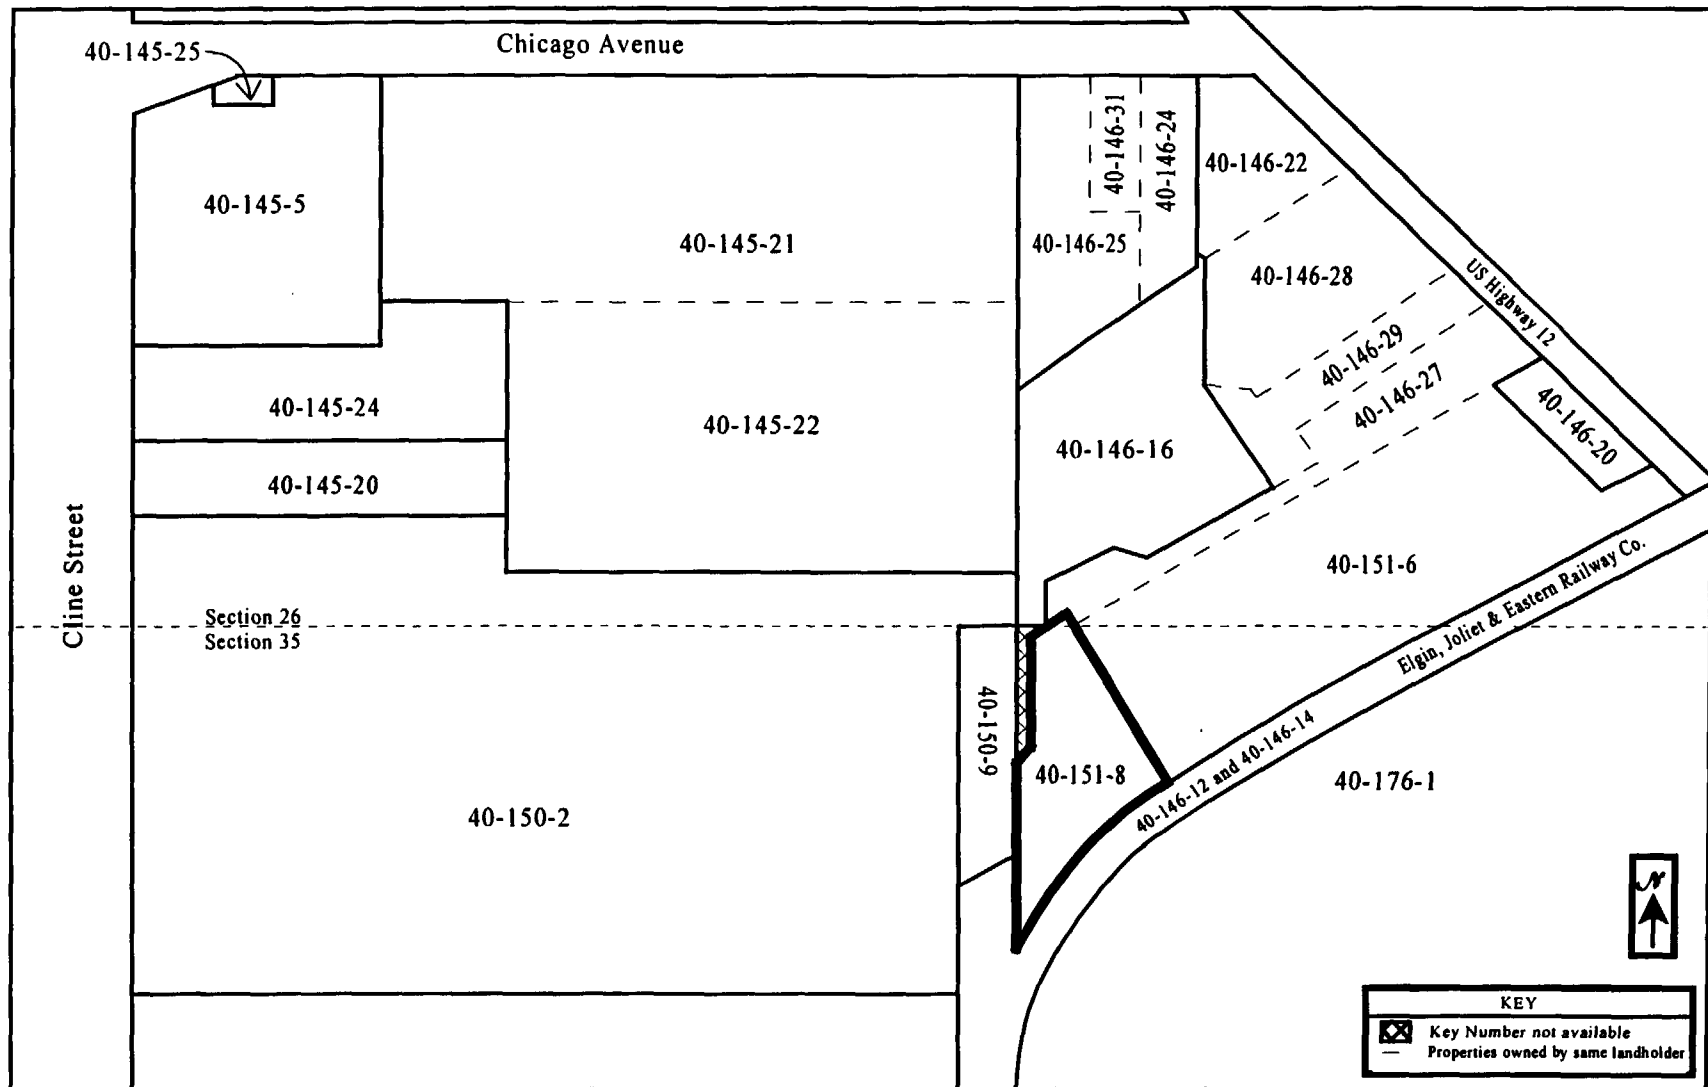 Chicago Avenue
40-145-25
40-146-31
40-146-24
40-146-22
40-145-5
40-145-21
40-146-25
40-146-28
US Highway 12
40-146-29
40-146-27
40-145-24
40-145-22
40-146-16
40-146-20
40-145-20
Cline Street
40-151-6
Elgin, Joliet & Eastern Railway Co.
Section 26
Section 35
40-150-9
40-151-8
40-146-12 and 40-146-14
40-176-1
40-150-2
N
KEY
Key Number not available
Properties owned by same landholder